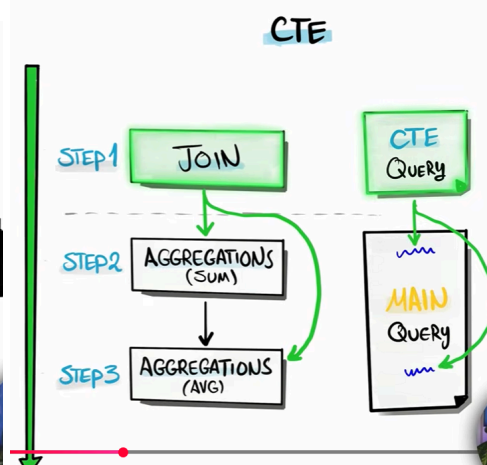 CTE
STEP1
JOIN
CTE
QUERY
STEP2
AGGREGATIONS
(SUM)
MAIN
QUERY
STEP3
AGGREGATIONS
(AVG)